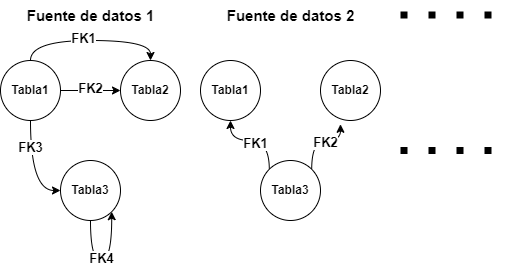 Fuente de datos 1
Fuente de datos 2
FK1
Tabla1
FK2
Tabla2
Tabla1
Tabla2
FK3
FK1
FK2
Tabla3
Tabla3
FK4